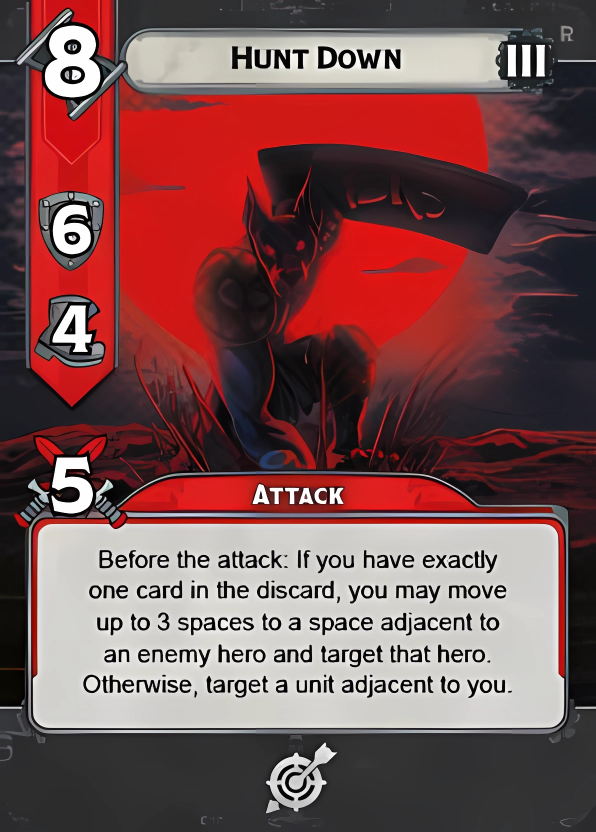 8
HUNT DOWN
III
R
6
4
5
ATTACK
Before the attack: If you have exactly
one card in the discard, you may move
up to 3 spaces to a space adjacent to
an enemy hero and target that hero.
Otherwise, target a unit adjacent to you.